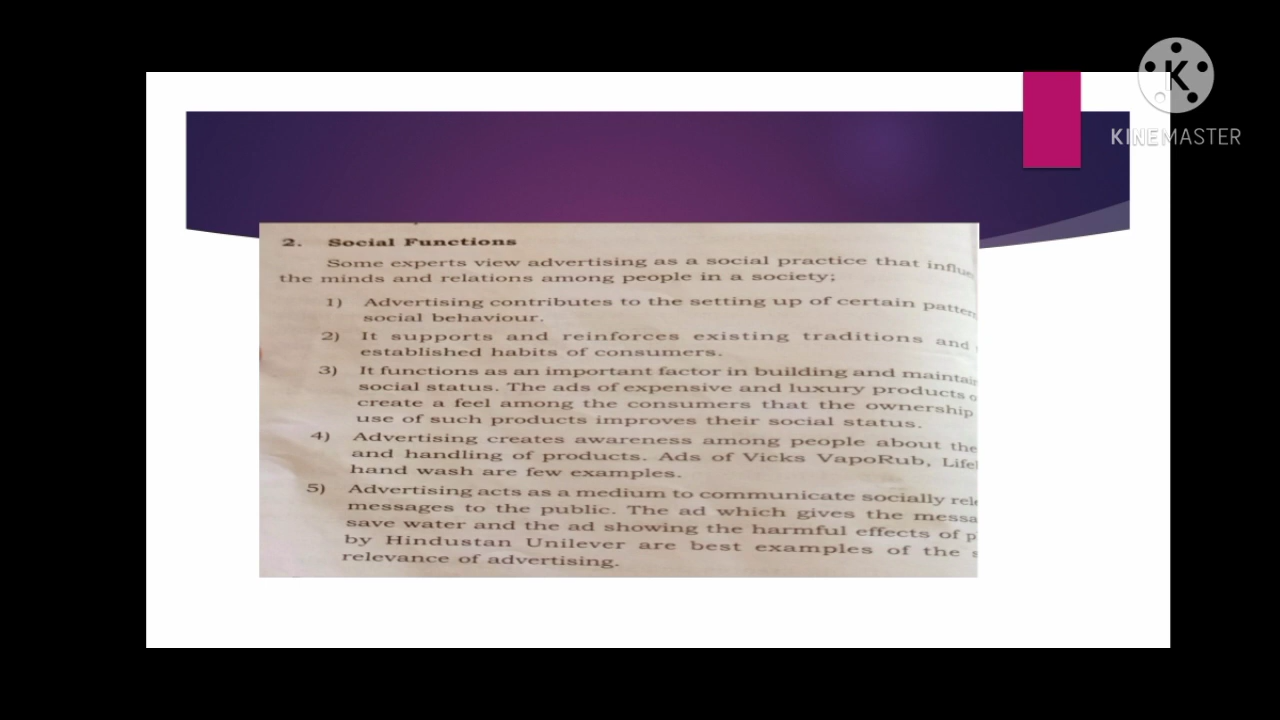 KINEMASTER
2. Social Functions
Some experts view advertising as a social practice that
the minds and relations among people in a society;
1) Advertising contributes to the setting up of certain
social behaviour.
2) It supports and reinforces existing traditions and
established habits of consumers.
3) It functions as an important factor in building and
social status. The ads of expensive and luxury products
create a feel among the consumers that the ownership
use of such products improves their social status.
4) Advertising creates awareness among people about the
and handling of products. Ads of Vicks VapoRub,
hand wash are few examples.
5) Advertising acts as a medium to communicate socially
messages to the public. The ad which gives the
save water and the ad showing the harmful effects of
by Hindustan Unilever are best examples of the
relevance of advertising.